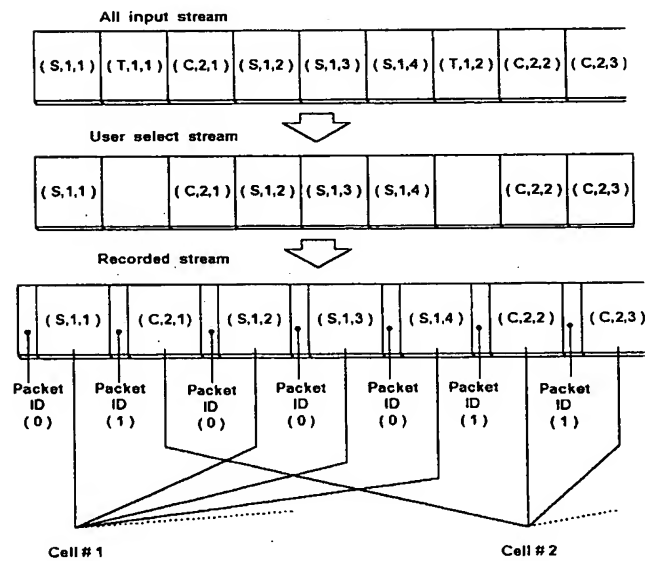 All input stream
( S,1,1 ) ( T,1,1 ) ( C,2,1 ) ( S,1,2 ) ( S,1,3 ) ( S,1,4 ) ( T,1,2 ) ( C,2,2 ) ( C,2,3 )
User select stream
( S,1,1 ) ( C,2,1 ) ( S,1,2 ) ( S,1,3 ) ( S,1,4 ) ( C,2,2 ) ( C,2,3 )
Recorded stream
( S,1,1 ) ( C,2,1 ) ( S,1,2 ) ( S,1,3 ) ( S,1,4 ) ( C,2,2 ) ( C,2,3 )
Packet Packet Packet Packet Packet Packet Packet
ID ID ID ID ID ID ID
( 0 ) ( 1 ) ( 0 ) ( 0 ) ( 0 ) ( 1 ) ( 1 )
Cell # 1 Cell # 2